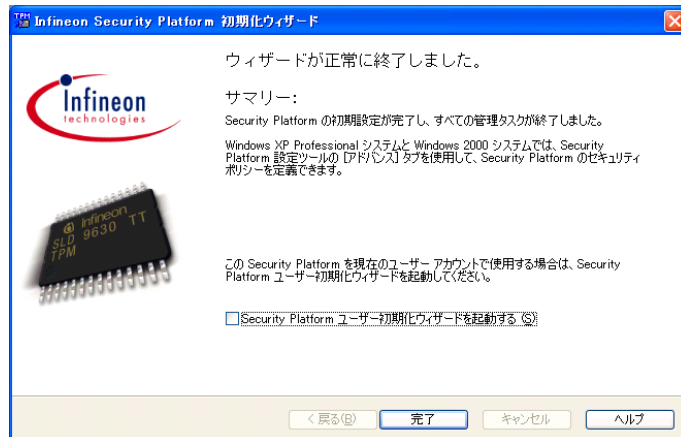 Infineon Security Platform 初期化ウィザード
ウィザードが正常に終了しました。
Infineon
technologies
サマリー:
Security Platform の初期設定が完了し、すべての管理タスクが終了しました。
Windows XP Professional システムと Windows 2000 システムでは、Security
Platform 設定ツールの [アドバンス] タブを使用して、Security Platform のセキュリティ
ポリシーを定義できます。
Infineon
SLD 9630 TT
TPM
この Security Platform を現在のユーザー アカウントで使用する場合は、Security
Platform ユーザー初期化ウィザードを起動してください。
Security Platform ユーザー初期化ウィザードを起動する (S)
< 戻る(B) 完了 キャンセル ヘルプ